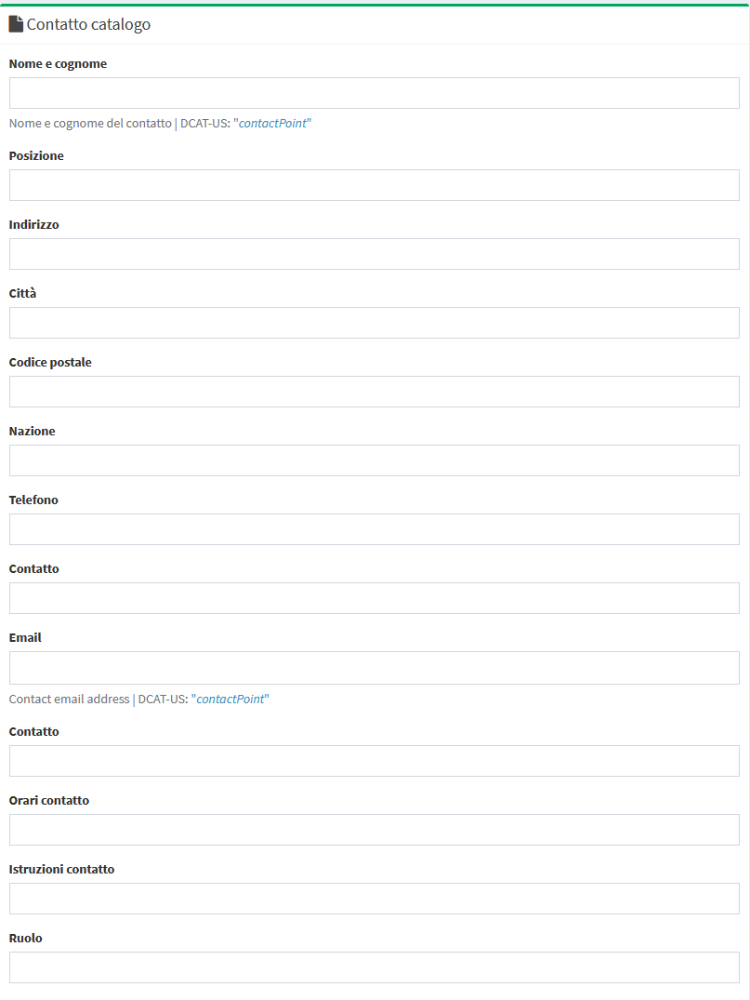 Contatto catalogo
Nome e cognome
Nome e cognome del contatto | DCAT-US: "contactPoint"
Posizione
Indirizzo
Città
Codice postale
Nazione
Telefono
Contatto
Email
Contact email address | DCAT-US: "contactPoint"
Contatto
Orari contatto
Istruzioni contatto
Ruolo